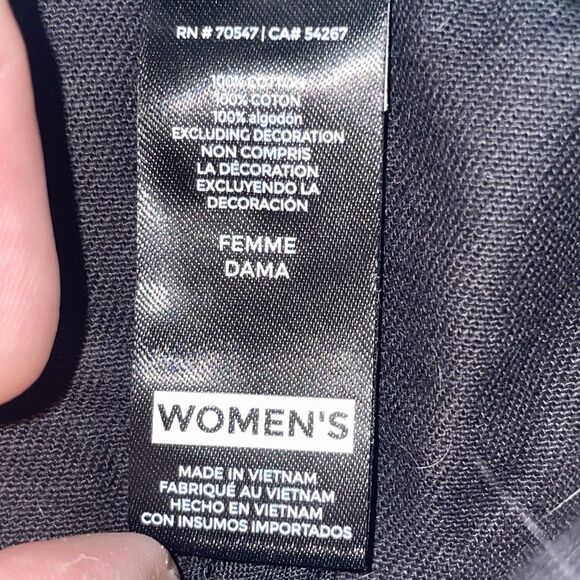 RN # 70547 | CA# 54267
100% COTTON
100% COTON
100% algodón
EXCLUDING DECORATION
NON COMPRIS
LA DÉCORATION
EXCLUYENDO LA
DECORACIÓN
FEMME
DAMA
WOMEN'S
MADE IN VIETNAM
FABRIQUÉ AU VIETNAM
HECHO EN VIETNAM
CON INSUMOS IMPORTADOS